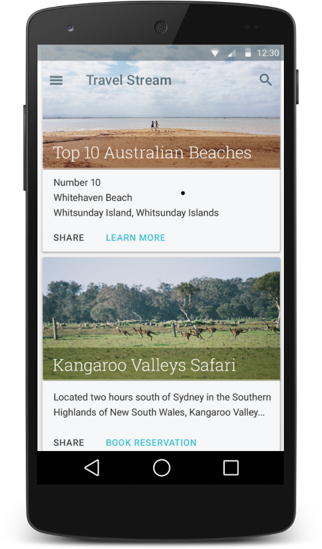 12:30
Travel Stream
Top 10 Australian Beaches
Number 10
Whitehaven Beach
Whitsunday Island, Whitsunday Islands
SHARE LEARN MORE
Kangaroo Valleys Safari
Located two hours south of Sydney in the Southern
Highlands of New South Wales, Kangaroo Valley...
SHARE BOOK RESERVATION